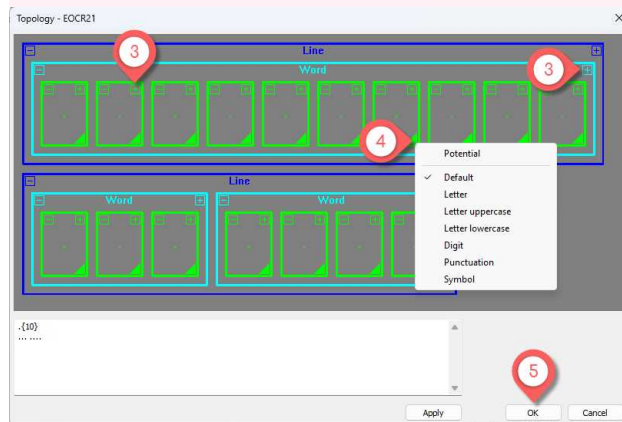 Topology - EOCR21
Line
3
Word
3
4
Potential
Default
Letter
Letter uppercase
Letter lowercase
Digit
Punctuation
Symbol
Line
Word
Word
.{10}
... ....
5
Apply
OK
Cancel